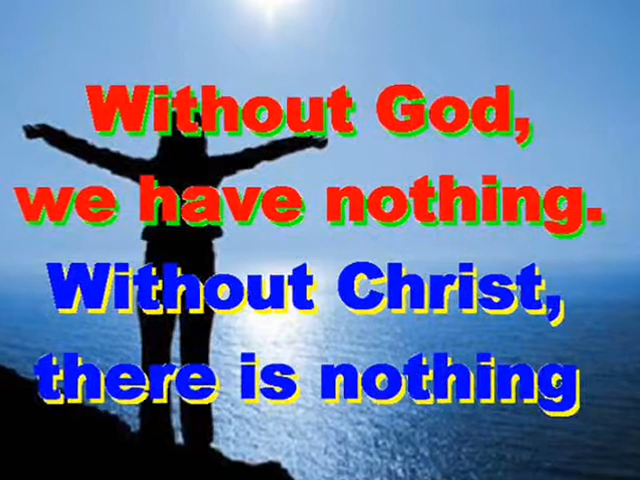 Without God,
we have nothing.
Without Christ,
there is nothing